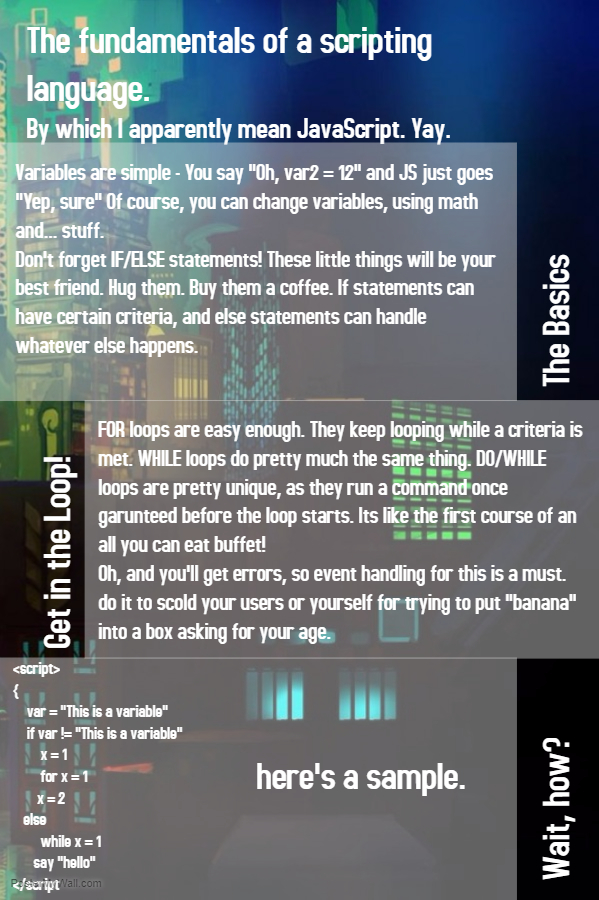 The fundamentals of a scripting
language.
By which I apparently mean JavaScript. Yay.
Variables are simple - You say "Oh, var2 = 12" and JS just goes
"Yep, sure" Of course, you can change variables, using math
and... stuff.
Don't forget IF/ELSE statements! These little things will be your
best friend. Hug them. Buy them a coffee. If statements can
have certain criteria, and else statements can handle
whatever else happens.
The Basics
Get in the Loop!
FOR loops are easy enough. They keep looping while a criteria is
met. WHILE loops do pretty much the same thing. DO/WHILE
loops are pretty unique, as they run a command once
garunteed before the loop starts. Its like the first course of an
all you can eat buffet!
Oh, and you'll get errors, so event handling for this is a must.
do it to scold your users or yourself for trying to put "banana"
into a box asking for your age.
<script>
{
var = "This is a variable"
if var != "This is a variable"
x = 1
for x = 1
x = 2
else
while x = 1
say "hello"
</script
here's a sample.
Wait, how?